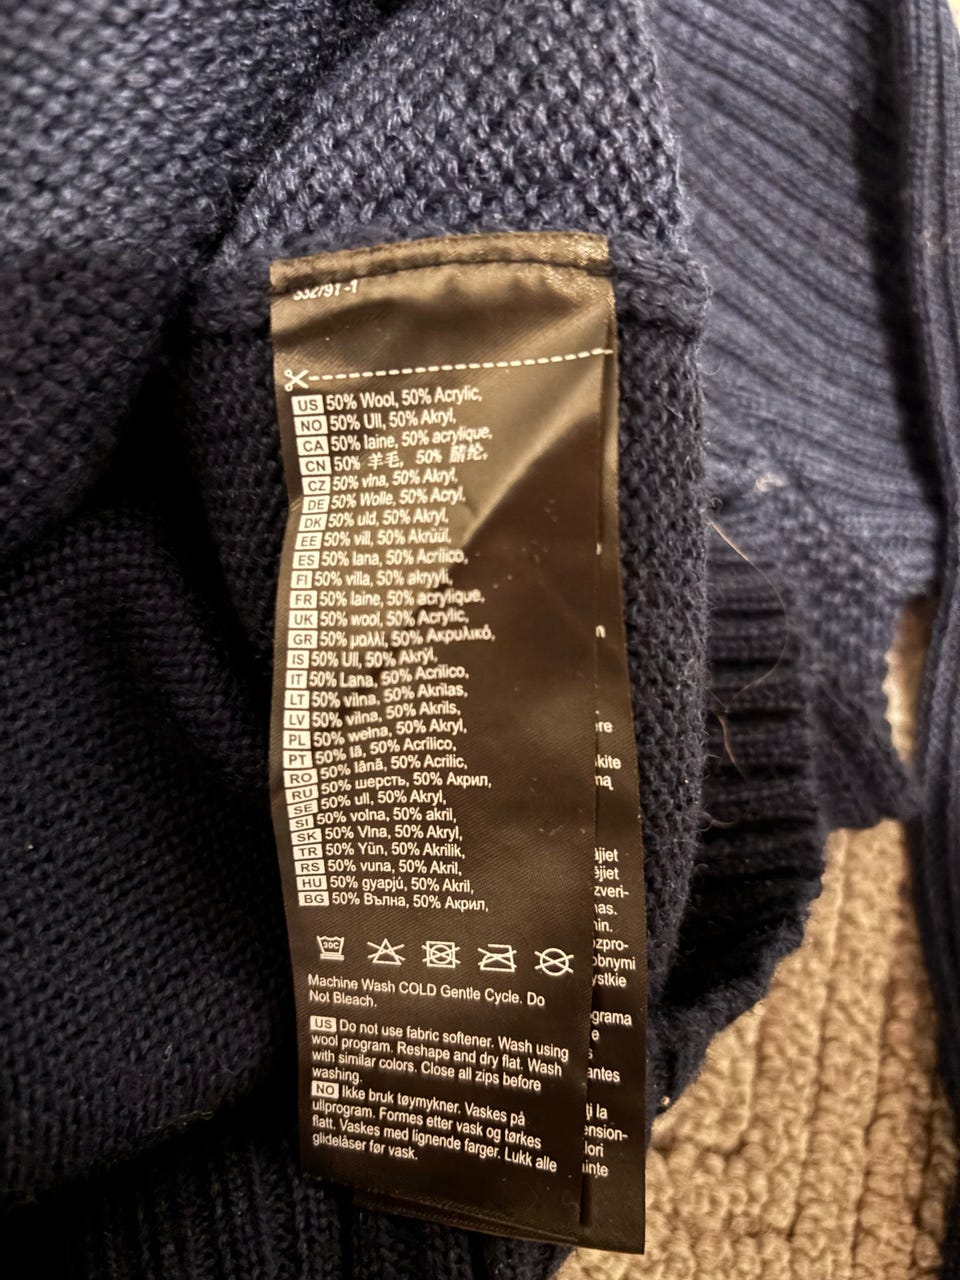 332791-1
US 50% Wool, 50% Acrylic,
NO 50% Ull, 50% Akryl,
CA 50% laine, 50% acrylique,
CN 50% 羊毛, 50% 腈纶,
CZ 50% vlna, 50% Akryl,
DE 50% Wolle, 50% Acryl,
DK 50% uld, 50% Akryl,
EE 50% vill, 50% Akrüül,
ES 50% lana, 50% Acrílico,
FI 50% villa, 50% akryyli,
FR 50% laine, 50% acrylique,
UK 50% wool, 50% Acrylic,
GR 50% μαλλί, 50% Ακρυλικό,
IS 50% Ull, 50% Akrýl,
IT 50% Lana, 50% Acrilico,
LT 50% vilna, 50% Akrilas,
LV 50% vilna, 50% Akrils,
PL 50% wełna, 50% Akryl,
PT 50% lã, 50% Acrílico,
RO 50% lână, 50% Acrilic,
RU 50% шерсть, 50% Акрил,
SE 50% ull, 50% Akryl,
SI 50% volna, 50% akril,
SK 50% Vlna, 50% Akryl,
TR 50% Yün, 50% Akrilik,
RS 50% vuna, 50% Akril,
HU 50% gyapjú, 50% Akril,
BG 50% Вълна, 50% Акрил,
30C
Machine Wash COLD Gentle Cycle. Do
Not Bleach.
US Do not use fabric softener. Wash using
wool program. Reshape and dry flat. Wash
with similar colors. Close all zips before
washing.
NO Ikke bruk tøymykner. Vaskes på
ullprogram. Formes etter vask og tørkes
flatt. Vaskes med lignende farger. Lukk alle
glidelåser før vask.